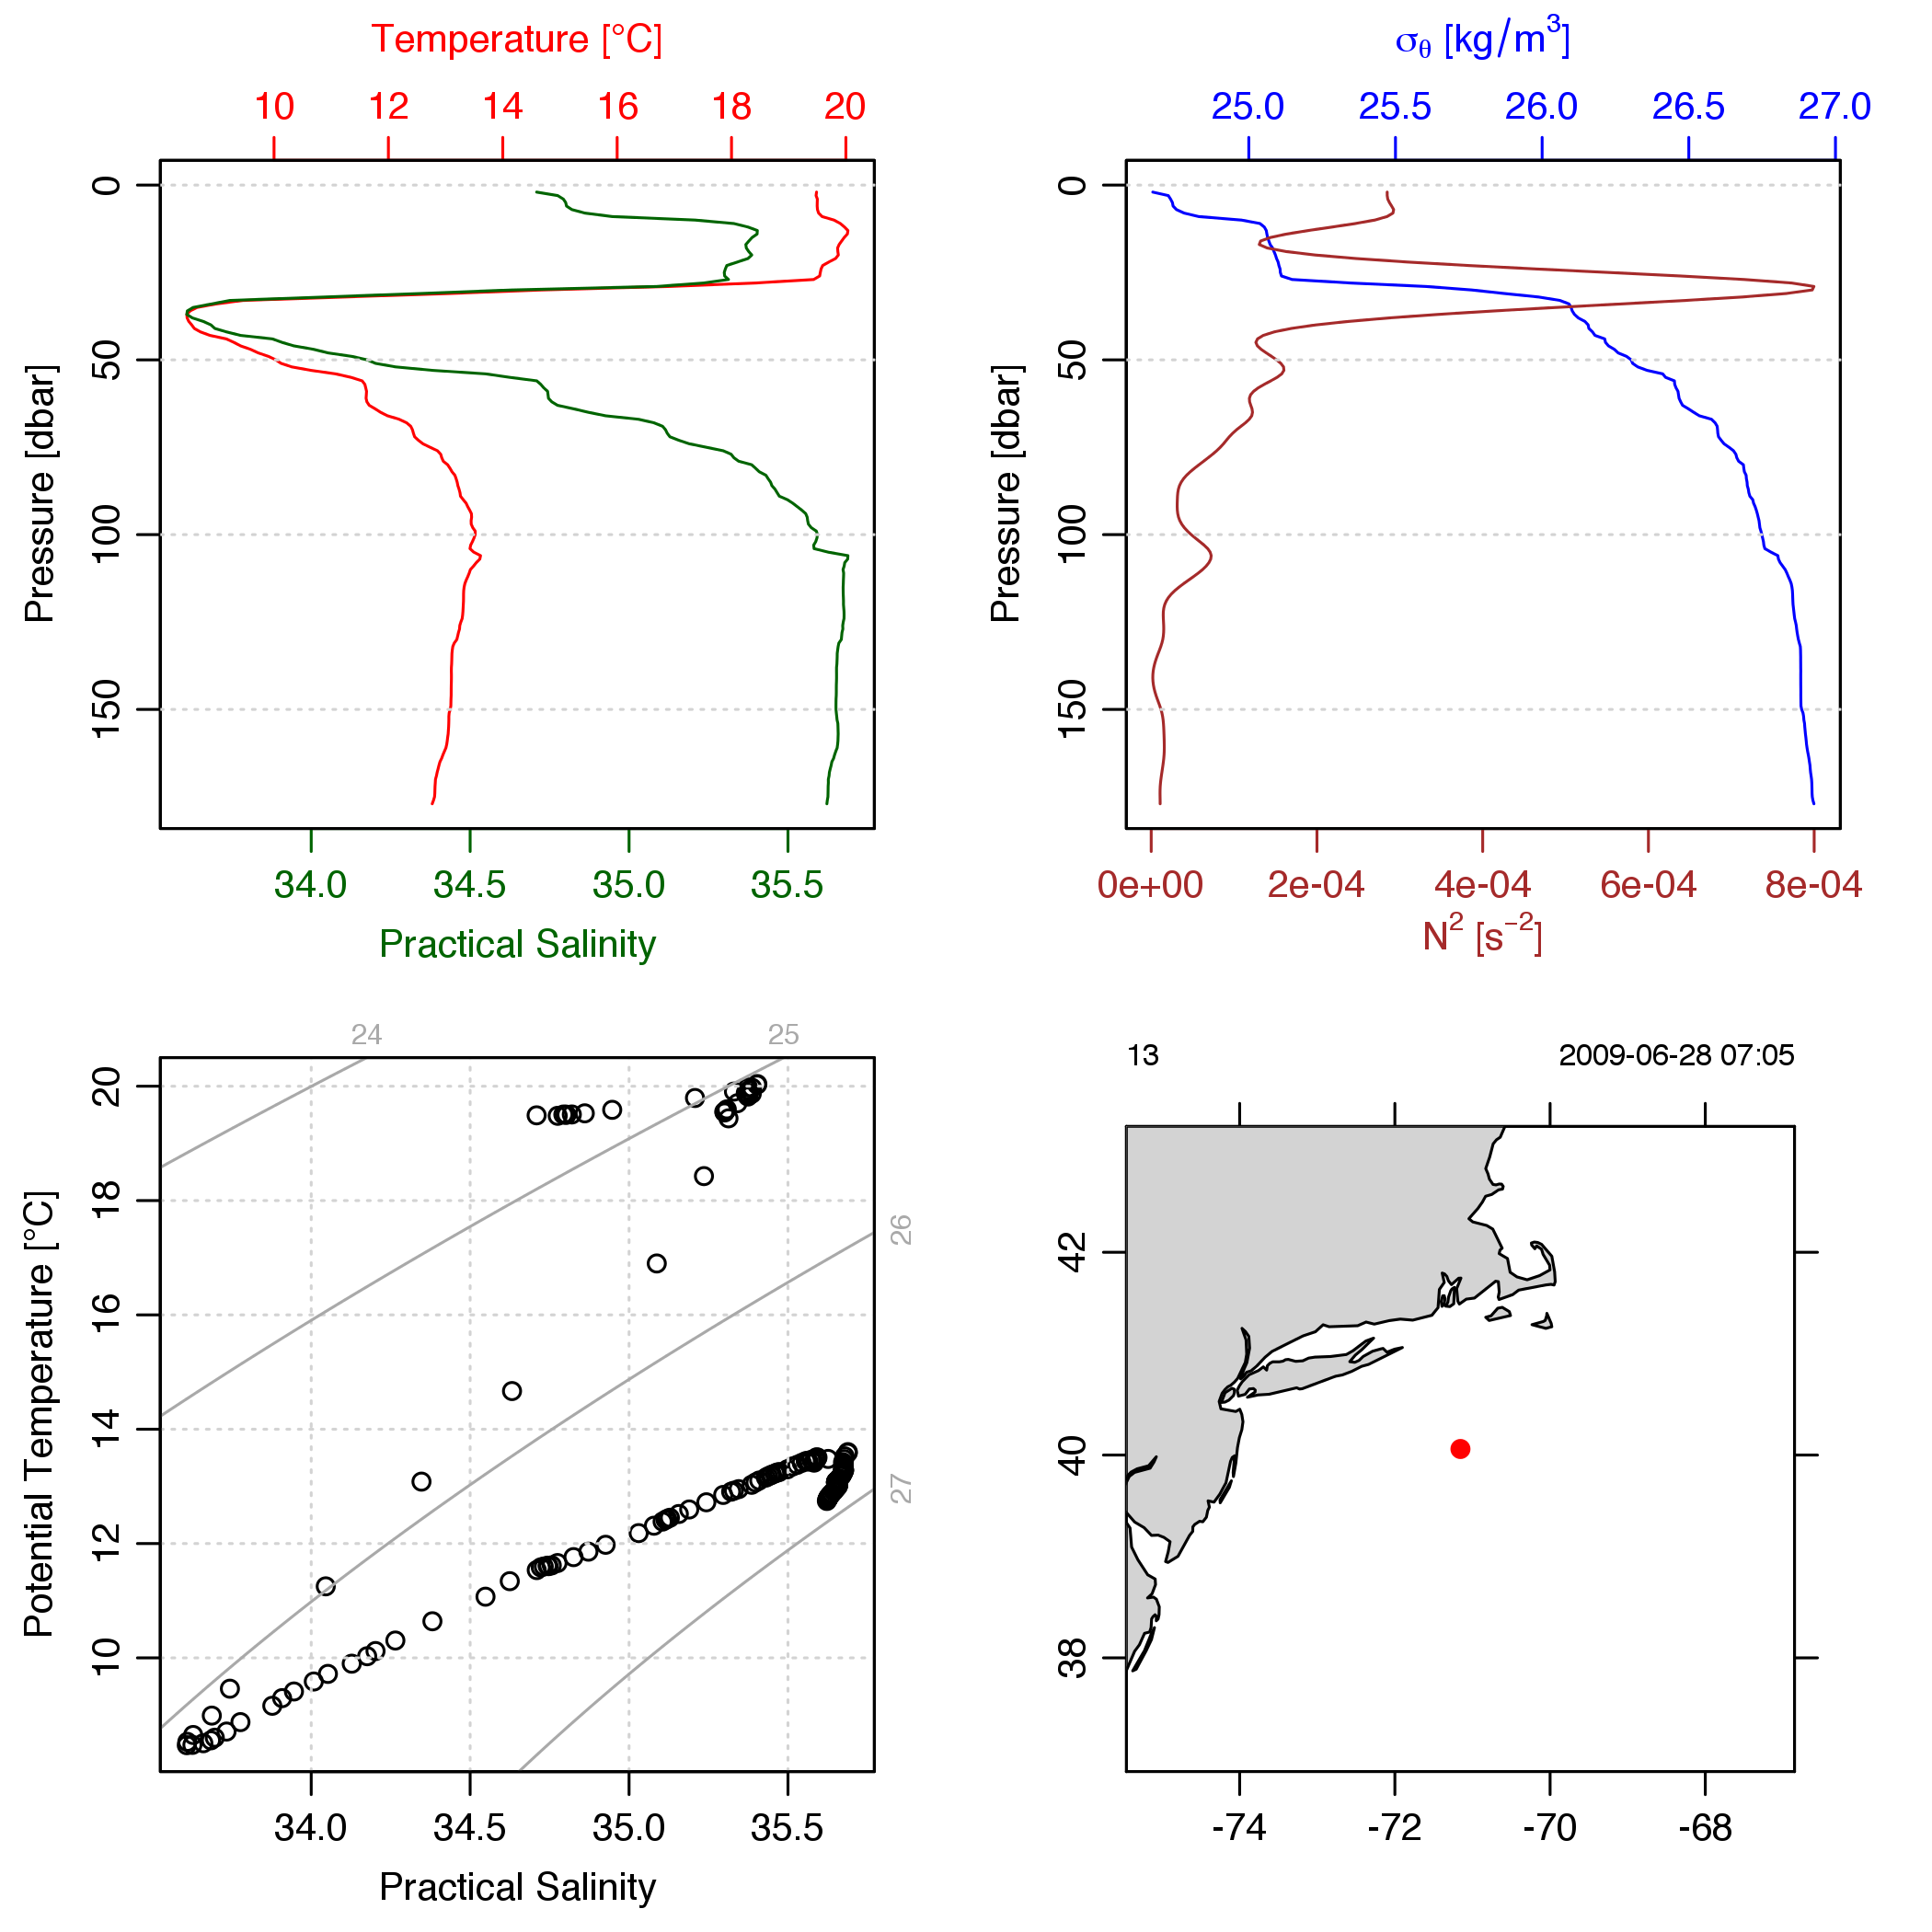 Temperature [°C]
10 12 14 16 18 20
0
50
100
150
Pressure [dbar]
34.0 34.5 35.0 35.5
Practical Salinity
σθ [kg/m³]
25.0 25.5 26.0 26.5 27.0
0
50
100
150
Pressure [dbar]
0e+00 2e-04 4e-04 6e-04 8e-04
N² [s⁻²]
24 25
20
18
16
14
12
10
Potential Temperature [°C]
26
27
34.0 34.5 35.0 35.5
Practical Salinity
13 2009-06-28 07:05
42
40
38
-74 -72 -70 -68